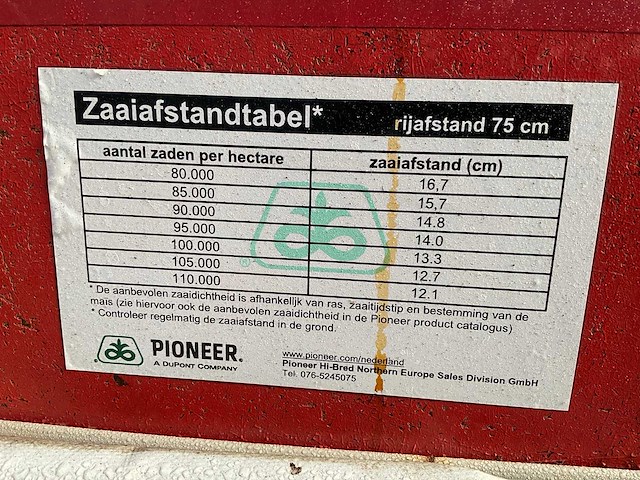 Zaaiafstandtabel* rijafstand 75 cm
aantal zaden per hectare zaaiafstand (cm)
80.000 16,7
85.000 15,7
90.000 14.8
95.000 14.0
100.000 13.3
105.000 12.7
110.000 12.1
* De aanbevolen zaaidichtheid is afhankelijk van ras, zaaitijdstip en bestemming van de
mais (zie hiervoor ook de aanbevolen zaaidichtheid in de Pioneer product catalogus)
* Controleer regelmatig de zaaiafstand in de grond.
PIONEER®
A DUPONT COMPANY
www.pioneer.com/nederland
Pioneer Hi-Bred Northern Europe Sales Division GmbH
Tel. 076-5245075